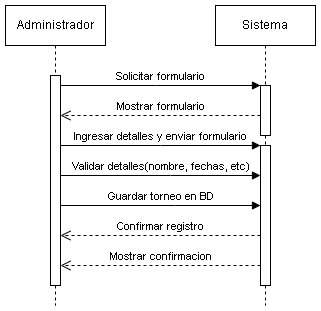 Administrador
Sistema
Solicitar formulario
Mostrar formulario
Ingresar detalles y enviar formulario
Validar detalles(nombre, fechas, etc)
Guardar torneo en BD
Confirmar registro
Mostrar confirmacion